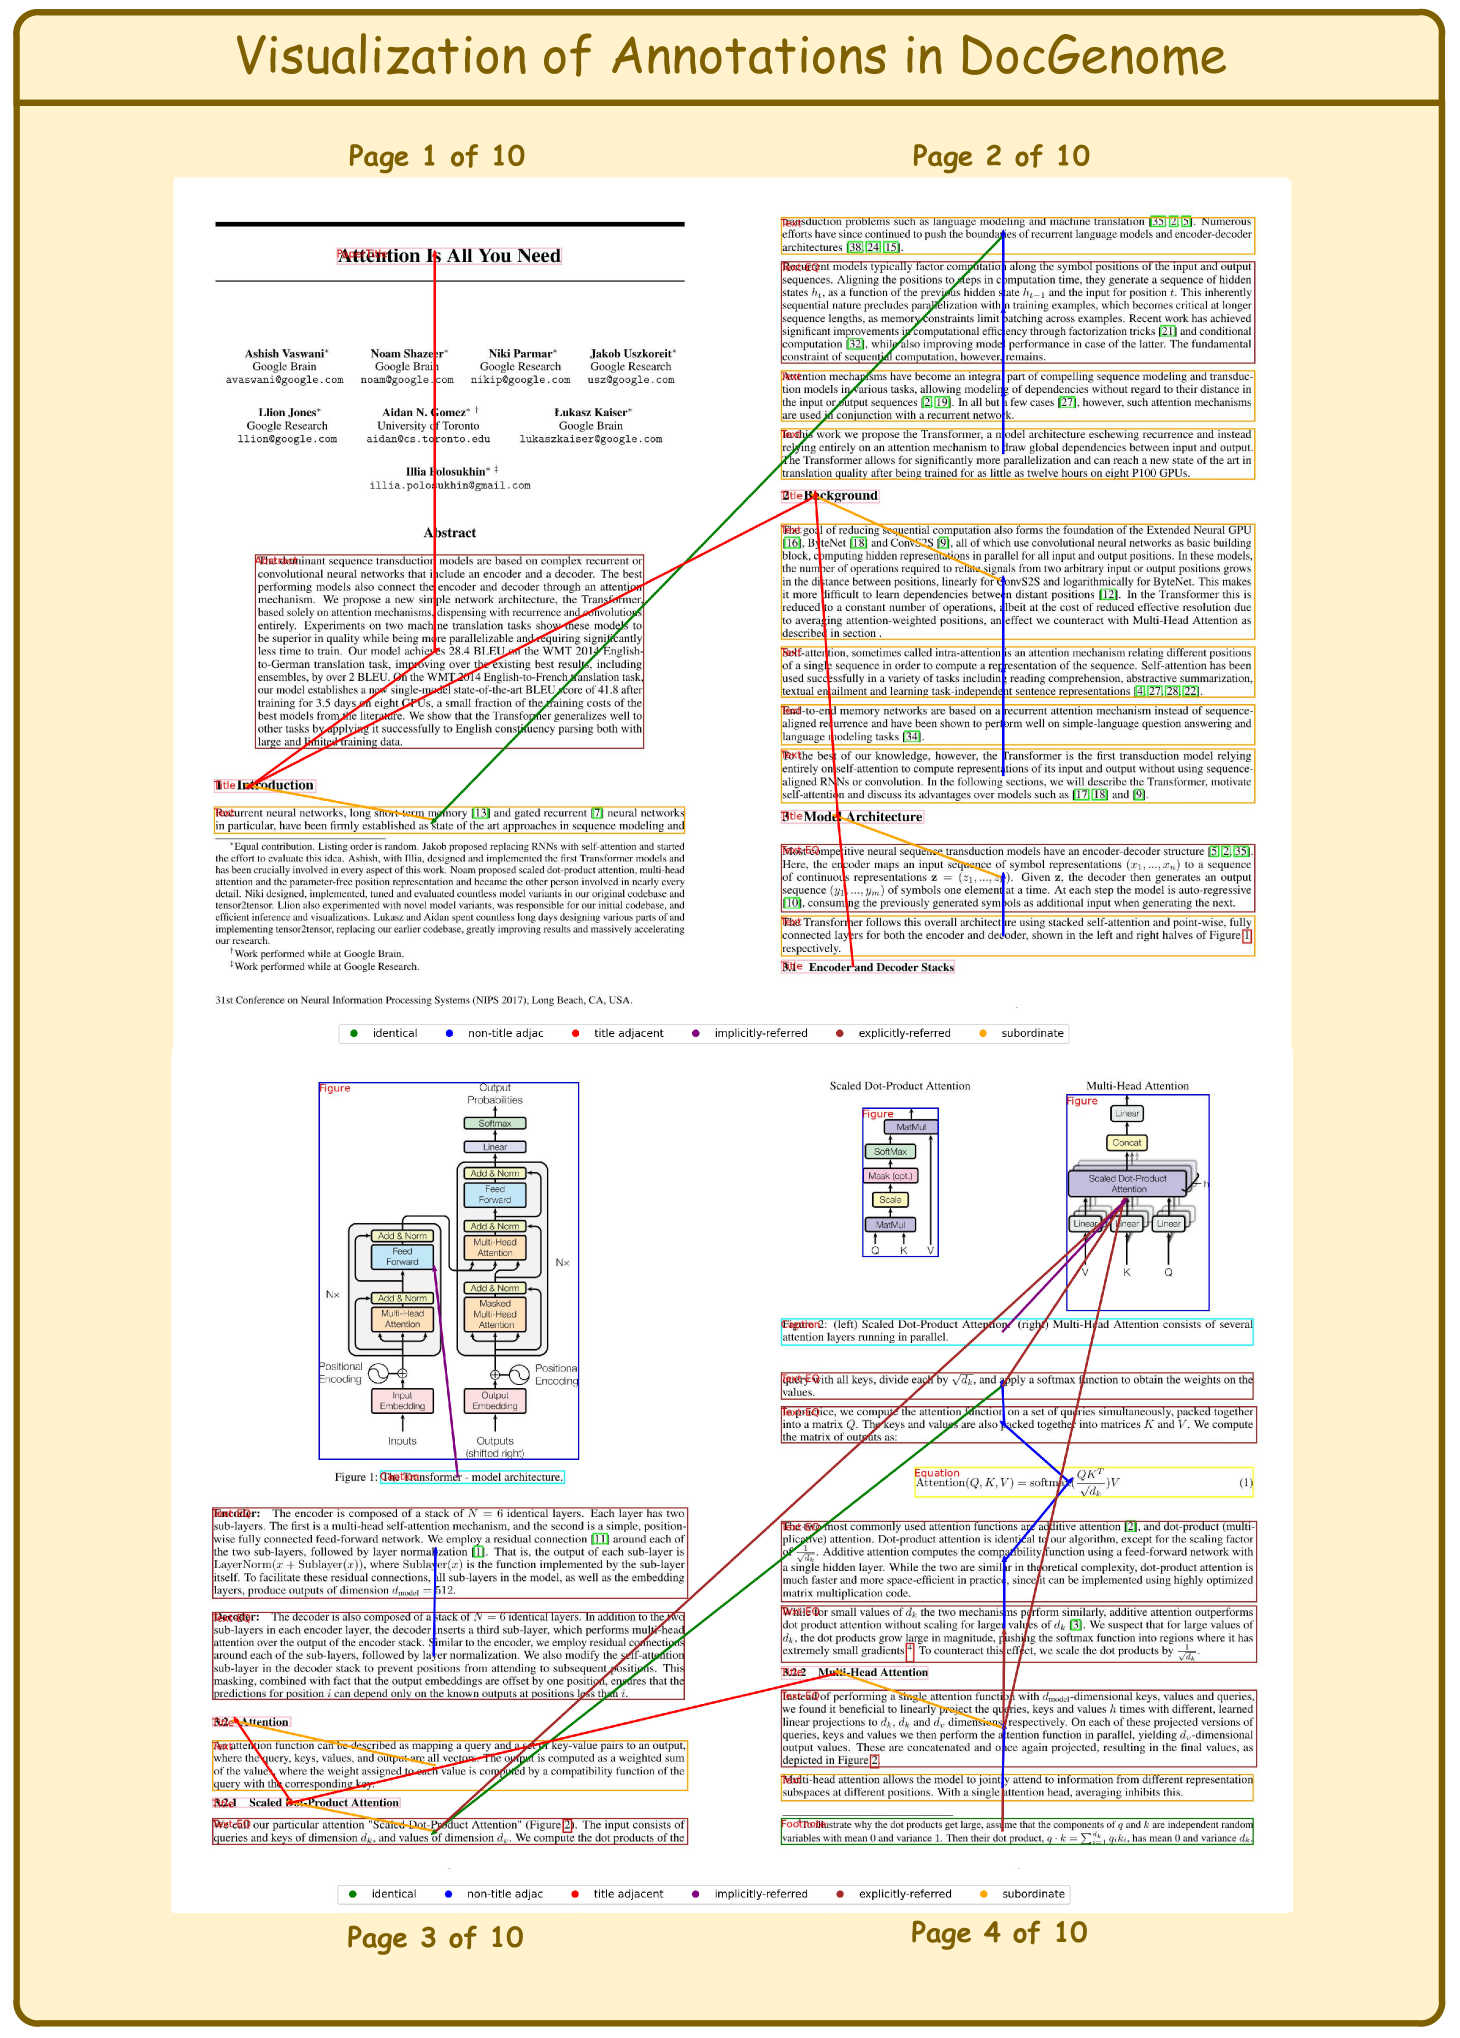 Visualization of Annotations in DocGenome
Page 1 of 10
Page 2 of 10
Paper Title
Attention Is All You Need
Ashish Vaswani* Noam Shazeer* Niki Parmar* Jakob Uszkoreit*
Google Brain Google Brain Google Research Google Research
avaswani@google.com noam@google.com nikip@google.com usz@google.com
Llion Jones* Aidan N. Gomez* † Łukasz Kaiser*
Google Research University of Toronto Google Brain
llion@google.com aidan@cs.toronto.edu lukaszkaiser@google.com
Illia Polosukhin* ‡
illia.polosukhin@gmail.com
Abstract
The dominant sequence transduction models are based on complex recurrent or
convolutional neural networks that include an encoder and a decoder. The best
performing models also connect the encoder and decoder through an attention
mechanism. We propose a new simple network architecture, the Transformer,
based solely on attention mechanisms, dispensing with recurrence and convolutions
entirely. Experiments on two machine translation tasks show these models to
be superior in quality while being more parallelizable and requiring significantly
less time to train. Our model achieves 28.4 BLEU on the WMT 2014 English-
to-German translation task, improving over the existing best results, including
ensembles, by over 2 BLEU. On the WMT 2014 English-to-French translation task,
our model establishes a new single-model state-of-the-art BLEU score of 41.8 after
training for 3.5 days on eight GPUs, a small fraction of the training costs of the
best models from the literature. We show that the Transformer generalizes well to
other tasks by applying it successfully to English constituency parsing both with
large and limited training data.
Title
1 Introduction
Text
Recurrent neural networks, long short-term memory [13] and gated recurrent [7] neural networks
in particular, have been firmly established as state of the art approaches in sequence modeling and
*Equal contribution. Listing order is random. Jakob proposed replacing RNNs with self-attention and started
the effort to evaluate this idea. Ashish, with Illia, designed and implemented the first Transformer models and
has been crucially involved in every aspect of this work. Noam proposed scaled dot-product attention, multi-head
attention and the parameter-free position representation and became the other person involved in nearly every
detail. Niki designed, implemented, tuned and evaluated countless model variants in our original codebase and
tensor2tensor. Llion also experimented with novel model variants, was responsible for our initial codebase, and
efficient inference and visualizations. Lukasz and Aidan spent countless long days designing various parts of and
implementing tensor2tensor, replacing our earlier codebase, greatly improving results and massively accelerating
our research.
†Work performed while at Google Brain.
‡Work performed while at Google Research.
31st Conference on Neural Information Processing Systems (NIPS 2017), Long Beach, CA, USA.
Text
transduction problems such as language modeling and machine translation [35, 2, 5]. Numerous
efforts have since continued to push the boundaries of recurrent language models and encoder-decoder
architectures [38, 24, 15].
Text-EQ
Recurrent models typically factor computation along the symbol positions of the input and output
sequences. Aligning the positions to steps in computation time, they generate a sequence of hidden
states h_t, as a function of the previous hidden state h_{t−1} and the input for position t. This inherently
sequential nature precludes parallelization within training examples, which becomes critical at longer
sequence lengths, as memory constraints limit batching across examples. Recent work has achieved
significant improvements in computational efficiency through factorization tricks [21] and conditional
computation [32], while also improving model performance in case of the latter. The fundamental
constraint of sequential computation, however, remains.
Text
Attention mechanisms have become an integral part of compelling sequence modeling and transduc-
tion models in various tasks, allowing modeling of dependencies without regard to their distance in
the input or output sequences [2, 19]. In all but a few cases [27], however, such attention mechanisms
are used in conjunction with a recurrent network.
Text
In this work we propose the Transformer, a model architecture eschewing recurrence and instead
relying entirely on an attention mechanism to draw global dependencies between input and output.
The Transformer allows for significantly more parallelization and can reach a new state of the art in
translation quality after being trained for as little as twelve hours on eight P100 GPUs.
Title
2 Background
Text
The goal of reducing sequential computation also forms the foundation of the Extended Neural GPU
[16], ByteNet [18] and ConvS2S [9], all of which use convolutional neural networks as basic building
block, computing hidden representations in parallel for all input and output positions. In these models,
the number of operations required to relate signals from two arbitrary input or output positions grows
in the distance between positions, linearly for ConvS2S and logarithmically for ByteNet. This makes
it more difficult to learn dependencies between distant positions [12]. In the Transformer this is
reduced to a constant number of operations, albeit at the cost of reduced effective resolution due
to averaging attention-weighted positions, an effect we counteract with Multi-Head Attention as
described in section .
Text
Self-attention, sometimes called intra-attention is an attention mechanism relating different positions
of a single sequence in order to compute a representation of the sequence. Self-attention has been
used successfully in a variety of tasks including reading comprehension, abstractive summarization,
textual entailment and learning task-independent sentence representations [4, 27, 28, 22].
Text
End-to-end memory networks are based on a recurrent attention mechanism instead of sequence-
aligned recurrence and have been shown to perform well on simple-language question answering and
language modeling tasks [34].
Text
To the best of our knowledge, however, the Transformer is the first transduction model relying
entirely on self-attention to compute representations of its input and output without using sequence-
aligned RNNs or convolution. In the following sections, we will describe the Transformer, motivate
self-attention and discuss its advantages over models such as [17, 18] and [9].
Title
3 Model Architecture
Text-EQ
Most competitive neural sequence transduction models have an encoder-decoder structure [5, 2, 35].
Here, the encoder maps an input sequence of symbol representations (x_1, ..., x_n) to a sequence
of continuous representations z = (z_1, ..., z_n). Given z, the decoder then generates an output
sequence (y_1, ..., y_m) of symbols one element at a time. At each step the model is auto-regressive
[10], consuming the previously generated symbols as additional input when generating the next.
Text
The Transformer follows this overall architecture using stacked self-attention and point-wise, fully
connected layers for both the encoder and decoder, shown in the left and right halves of Figure 1,
respectively.
Title
3.1 Encoder and Decoder Stacks
identical non-title adjac title adjacent implicitly-referred explicitly-referred subordinate
Figure
Output
Probabilities
Softmax
Linear
Add & Norm
Feed
Forward
Add & Norm
Multi-Head
Attention
Add & Norm
Masked
Multi-Head
Attention
Nx
Add & Norm
Feed
Forward
Nx
Add & Norm
Multi-Head
Attention
Positional
Encoding
Positional
Encoding
Input
Embedding
Output
Embedding
Inputs
Outputs
(shifted right)
Caption
Figure 1: The Transformer - model architecture.
Text-EQ
Encoder: The encoder is composed of a stack of N = 6 identical layers. Each layer has two
sub-layers. The first is a multi-head self-attention mechanism, and the second is a simple, position-
wise fully connected feed-forward network. We employ a residual connection [11] around each of
the two sub-layers, followed by layer normalization [1]. That is, the output of each sub-layer is
LayerNorm(x + Sublayer(x)), where Sublayer(x) is the function implemented by the sub-layer
itself. To facilitate these residual connections, all sub-layers in the model, as well as the embedding
layers, produce outputs of dimension d_model = 512.
Text-EQ
Decoder: The decoder is also composed of a stack of N = 6 identical layers. In addition to the two
sub-layers in each encoder layer, the decoder inserts a third sub-layer, which performs multi-head
attention over the output of the encoder stack. Similar to the encoder, we employ residual connections
around each of the sub-layers, followed by layer normalization. We also modify the self-attention
sub-layer in the decoder stack to prevent positions from attending to subsequent positions. This
masking, combined with fact that the output embeddings are offset by one position, ensures that the
predictions for position i can depend only on the known outputs at positions less than i.
Title
3.2 Attention
Text
An attention function can be described as mapping a query and a set of key-value pairs to an output,
where the query, keys, values, and output are all vectors. The output is computed as a weighted sum
of the values, where the weight assigned to each value is computed by a compatibility function of the
query with the corresponding key.
Title
3.2.1 Scaled Dot-Product Attention
Text-EQ
We call our particular attention "Scaled Dot-Product Attention" (Figure 2). The input consists of
queries and keys of dimension d_k, and values of dimension d_v. We compute the dot products of the
Scaled Dot-Product Attention
Figure
MatMul
SoftMax
Mask (opt.)
Scale
MatMul
Q K V
Multi-Head Attention
Figure
Linear
Concat
Scaled Dot-Product
Attention
h
Linear Linear Linear
V K Q
Caption
Figure 2: (left) Scaled Dot-Product Attention. (right) Multi-Head Attention consists of several
attention layers running in parallel.
Text-EQ
query with all keys, divide each by √d_k, and apply a softmax function to obtain the weights on the
values.
Text-EQ
In practice, we compute the attention function on a set of queries simultaneously, packed together
into a matrix Q. The keys and values are also packed together into matrices K and V. We compute
the matrix of outputs as:
Equation
Attention(Q, K, V) = softmax(QK^T/√d_k)V (1)
Text-EQ
The two most commonly used attention functions are additive attention [2], and dot-product (multi-
plicative) attention. Dot-product attention is identical to our algorithm, except for the scaling factor
of 1/√d_k. Additive attention computes the compatibility function using a feed-forward network with
a single hidden layer. While the two are similar in theoretical complexity, dot-product attention is
much faster and more space-efficient in practice, since it can be implemented using highly optimized
matrix multiplication code.
Text-EQ
While for small values of d_k the two mechanisms perform similarly, additive attention outperforms
dot product attention without scaling for larger values of d_k [3]. We suspect that for large values of
d_k, the dot products grow large in magnitude, pushing the softmax function into regions where it has
extremely small gradients 4. To counteract this effect, we scale the dot products by 1/√d_k.
Title
3.2.2 Multi-Head Attention
Text-EQ
Instead of performing a single attention function with d_model-dimensional keys, values and queries,
we found it beneficial to linearly project the queries, keys and values h times with different, learned
linear projections to d_k, d_k and d_v dimensions, respectively. On each of these projected versions of
queries, keys and values we then perform the attention function in parallel, yielding d_v-dimensional
output values. These are concatenated and once again projected, resulting in the final values, as
depicted in Figure 2.
Text
Multi-head attention allows the model to jointly attend to information from different representation
subspaces at different positions. With a single attention head, averaging inhibits this.
Footnote
To illustrate why the dot products get large, assume that the components of q and k are independent random
variables with mean 0 and variance 1. Then their dot product, q · k = ∑_{i=1}^{d_k} q_i k_i, has mean 0 and variance d_k.
identical non-title adjac title adjacent implicitly-referred explicitly-referred subordinate
Page 3 of 10
Page 4 of 10